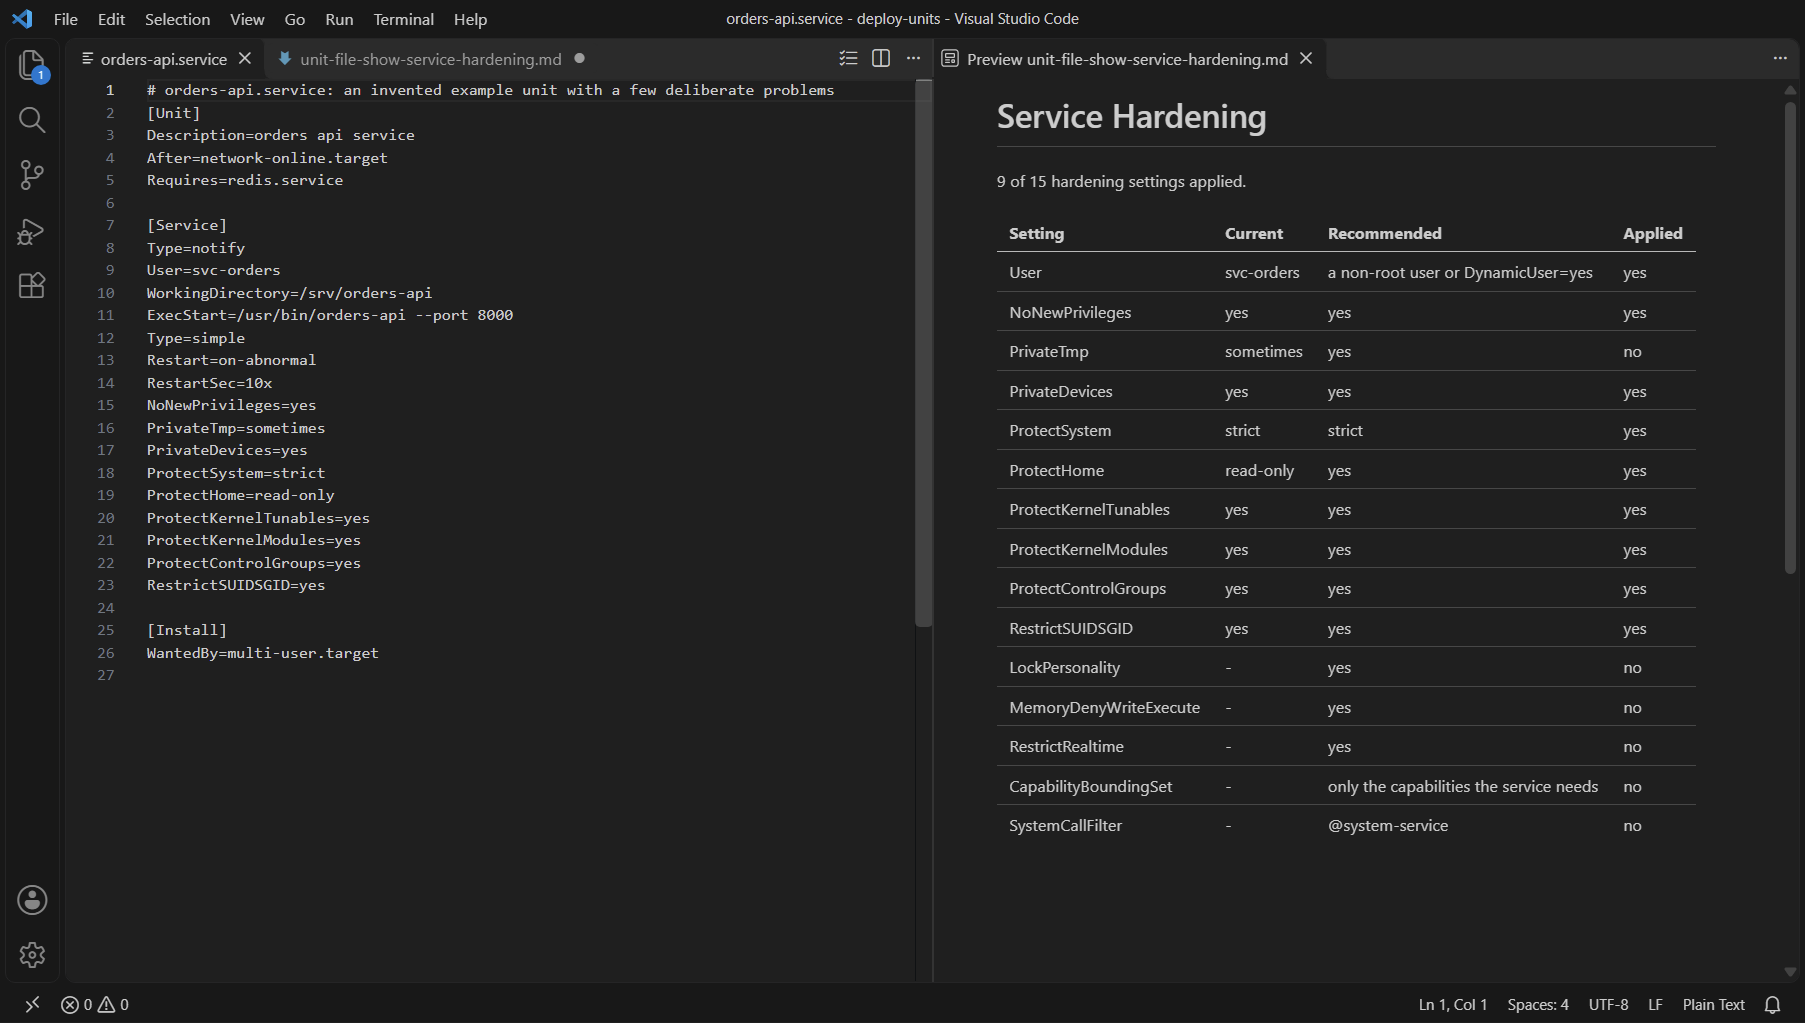 File Edit Selection View Go Run Terminal Help
orders-api.service - deploy-units - Visual Studio Code
1
orders-api.service
unit-file-show-service-hardening.md
Preview unit-file-show-service-hardening.md
1 # orders-api.service: an invented example unit with a few deliberate problems
2 [Unit]
3 Description=orders api service
4 After=network-online.target
5 Requires=redis.service
6
7 [Service]
8 Type=notify
9 User=svc-orders
10 WorkingDirectory=/srv/orders-api
11 ExecStart=/usr/bin/orders-api --port 8000
12 Type=simple
13 Restart=on-abnormal
14 RestartSec=10x
15 NoNewPrivileges=yes
16 PrivateTmp=sometimes
17 PrivateDevices=yes
18 ProtectSystem=strict
19 ProtectHome=read-only
20 ProtectKernelTunables=yes
21 ProtectKernelModules=yes
22 ProtectControlGroups=yes
23 RestrictSUIDSGID=yes
24
25 [Install]
26 WantedBy=multi-user.target
27
Service Hardening
9 of 15 hardening settings applied.
Setting Current Recommended Applied
User svc-orders a non-root user or DynamicUser=yes yes
NoNewPrivileges yes yes yes
PrivateTmp sometimes yes no
PrivateDevices yes yes yes
ProtectSystem strict strict yes
ProtectHome read-only yes yes
ProtectKernelTunables yes yes yes
ProtectKernelModules yes yes yes
ProtectControlGroups yes yes yes
RestrictSUIDSGID yes yes yes
LockPersonality - yes no
MemoryDenyWriteExecute - yes no
RestrictRealtime - yes no
CapabilityBoundingSet - only the capabilities the service needs no
SystemCallFilter - @system-service no
0 0
Ln 1, Col 1 Spaces: 4 UTF-8 LF Plain Text